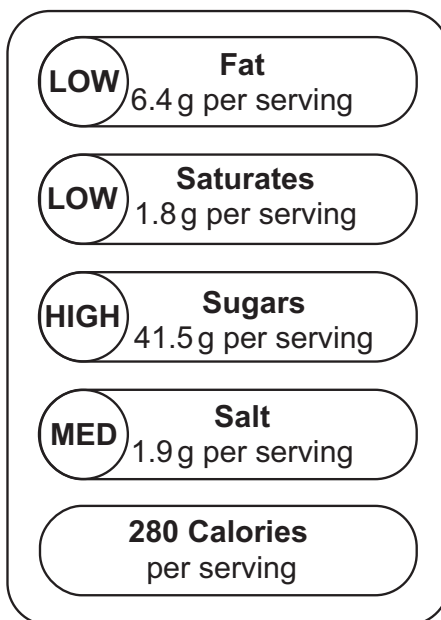 LOW
Fat
6.4 g per serving
LOW
Saturates
1.8 g per serving
HIGH
Sugars
41.5 g per serving
MED
Salt
1.9 g per serving
280 Calories
per serving